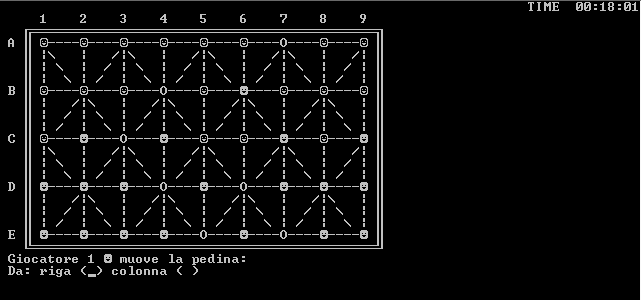 TIME 00:18:01
1 2 3 4 5 6 7 8 9
A
B
C
D
E
Giocatore 1 ☻ muove la pedina:
Da: riga (_) colonna ( )